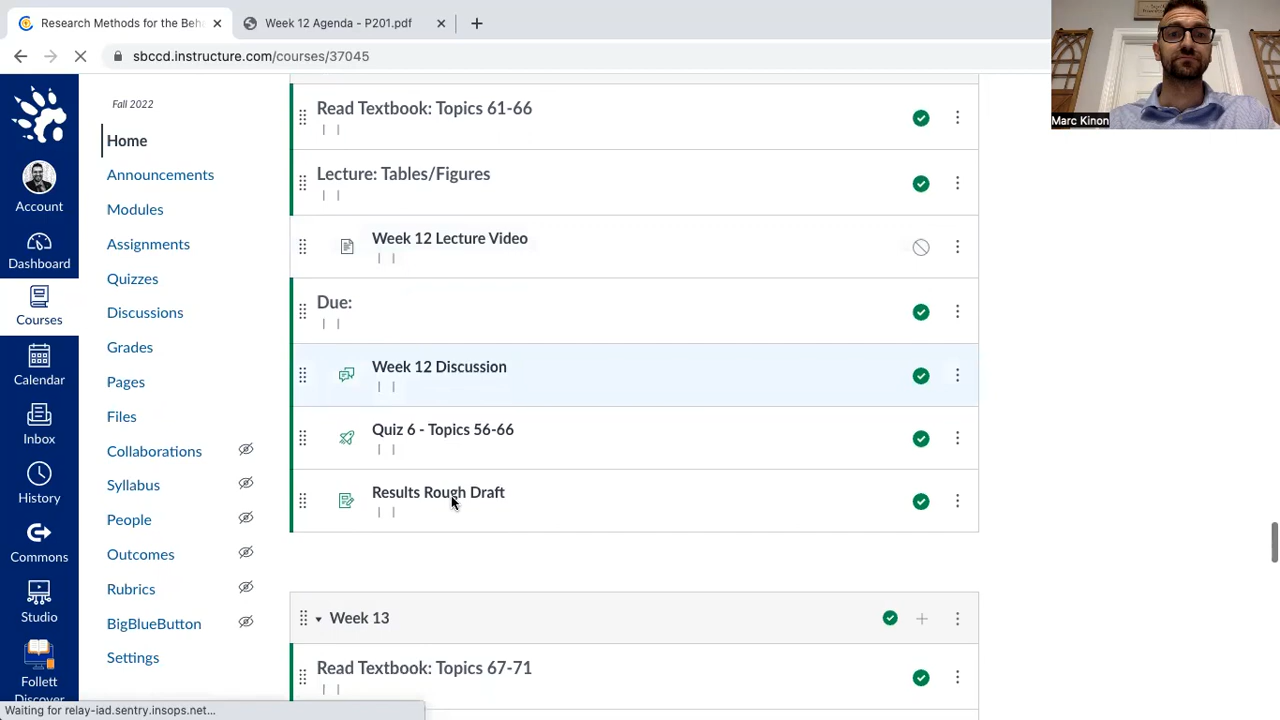 Research Methods for the Beha
Week 12 Agenda - P201.pdf
sbccd.instructure.com/courses/37045
Marc Kinon
Account
Dashboard
Courses
Calendar
Inbox
History
Commons
Studio
Follett
Discover
Fall 2022
Home
Announcements
Modules
Assignments
Quizzes
Discussions
Grades
Pages
Files
Collaborations
Syllabus
People
Outcomes
Rubrics
BigBlueButton
Settings
Read Textbook: Topics 61-66
Lecture: Tables/Figures
Week 12 Lecture Video
Due:
Week 12 Discussion
Quiz 6 - Topics 56-66
Results Rough Draft
Week 13
Read Textbook: Topics 67-71
Waiting for relay-iad.sentry.insops.net...